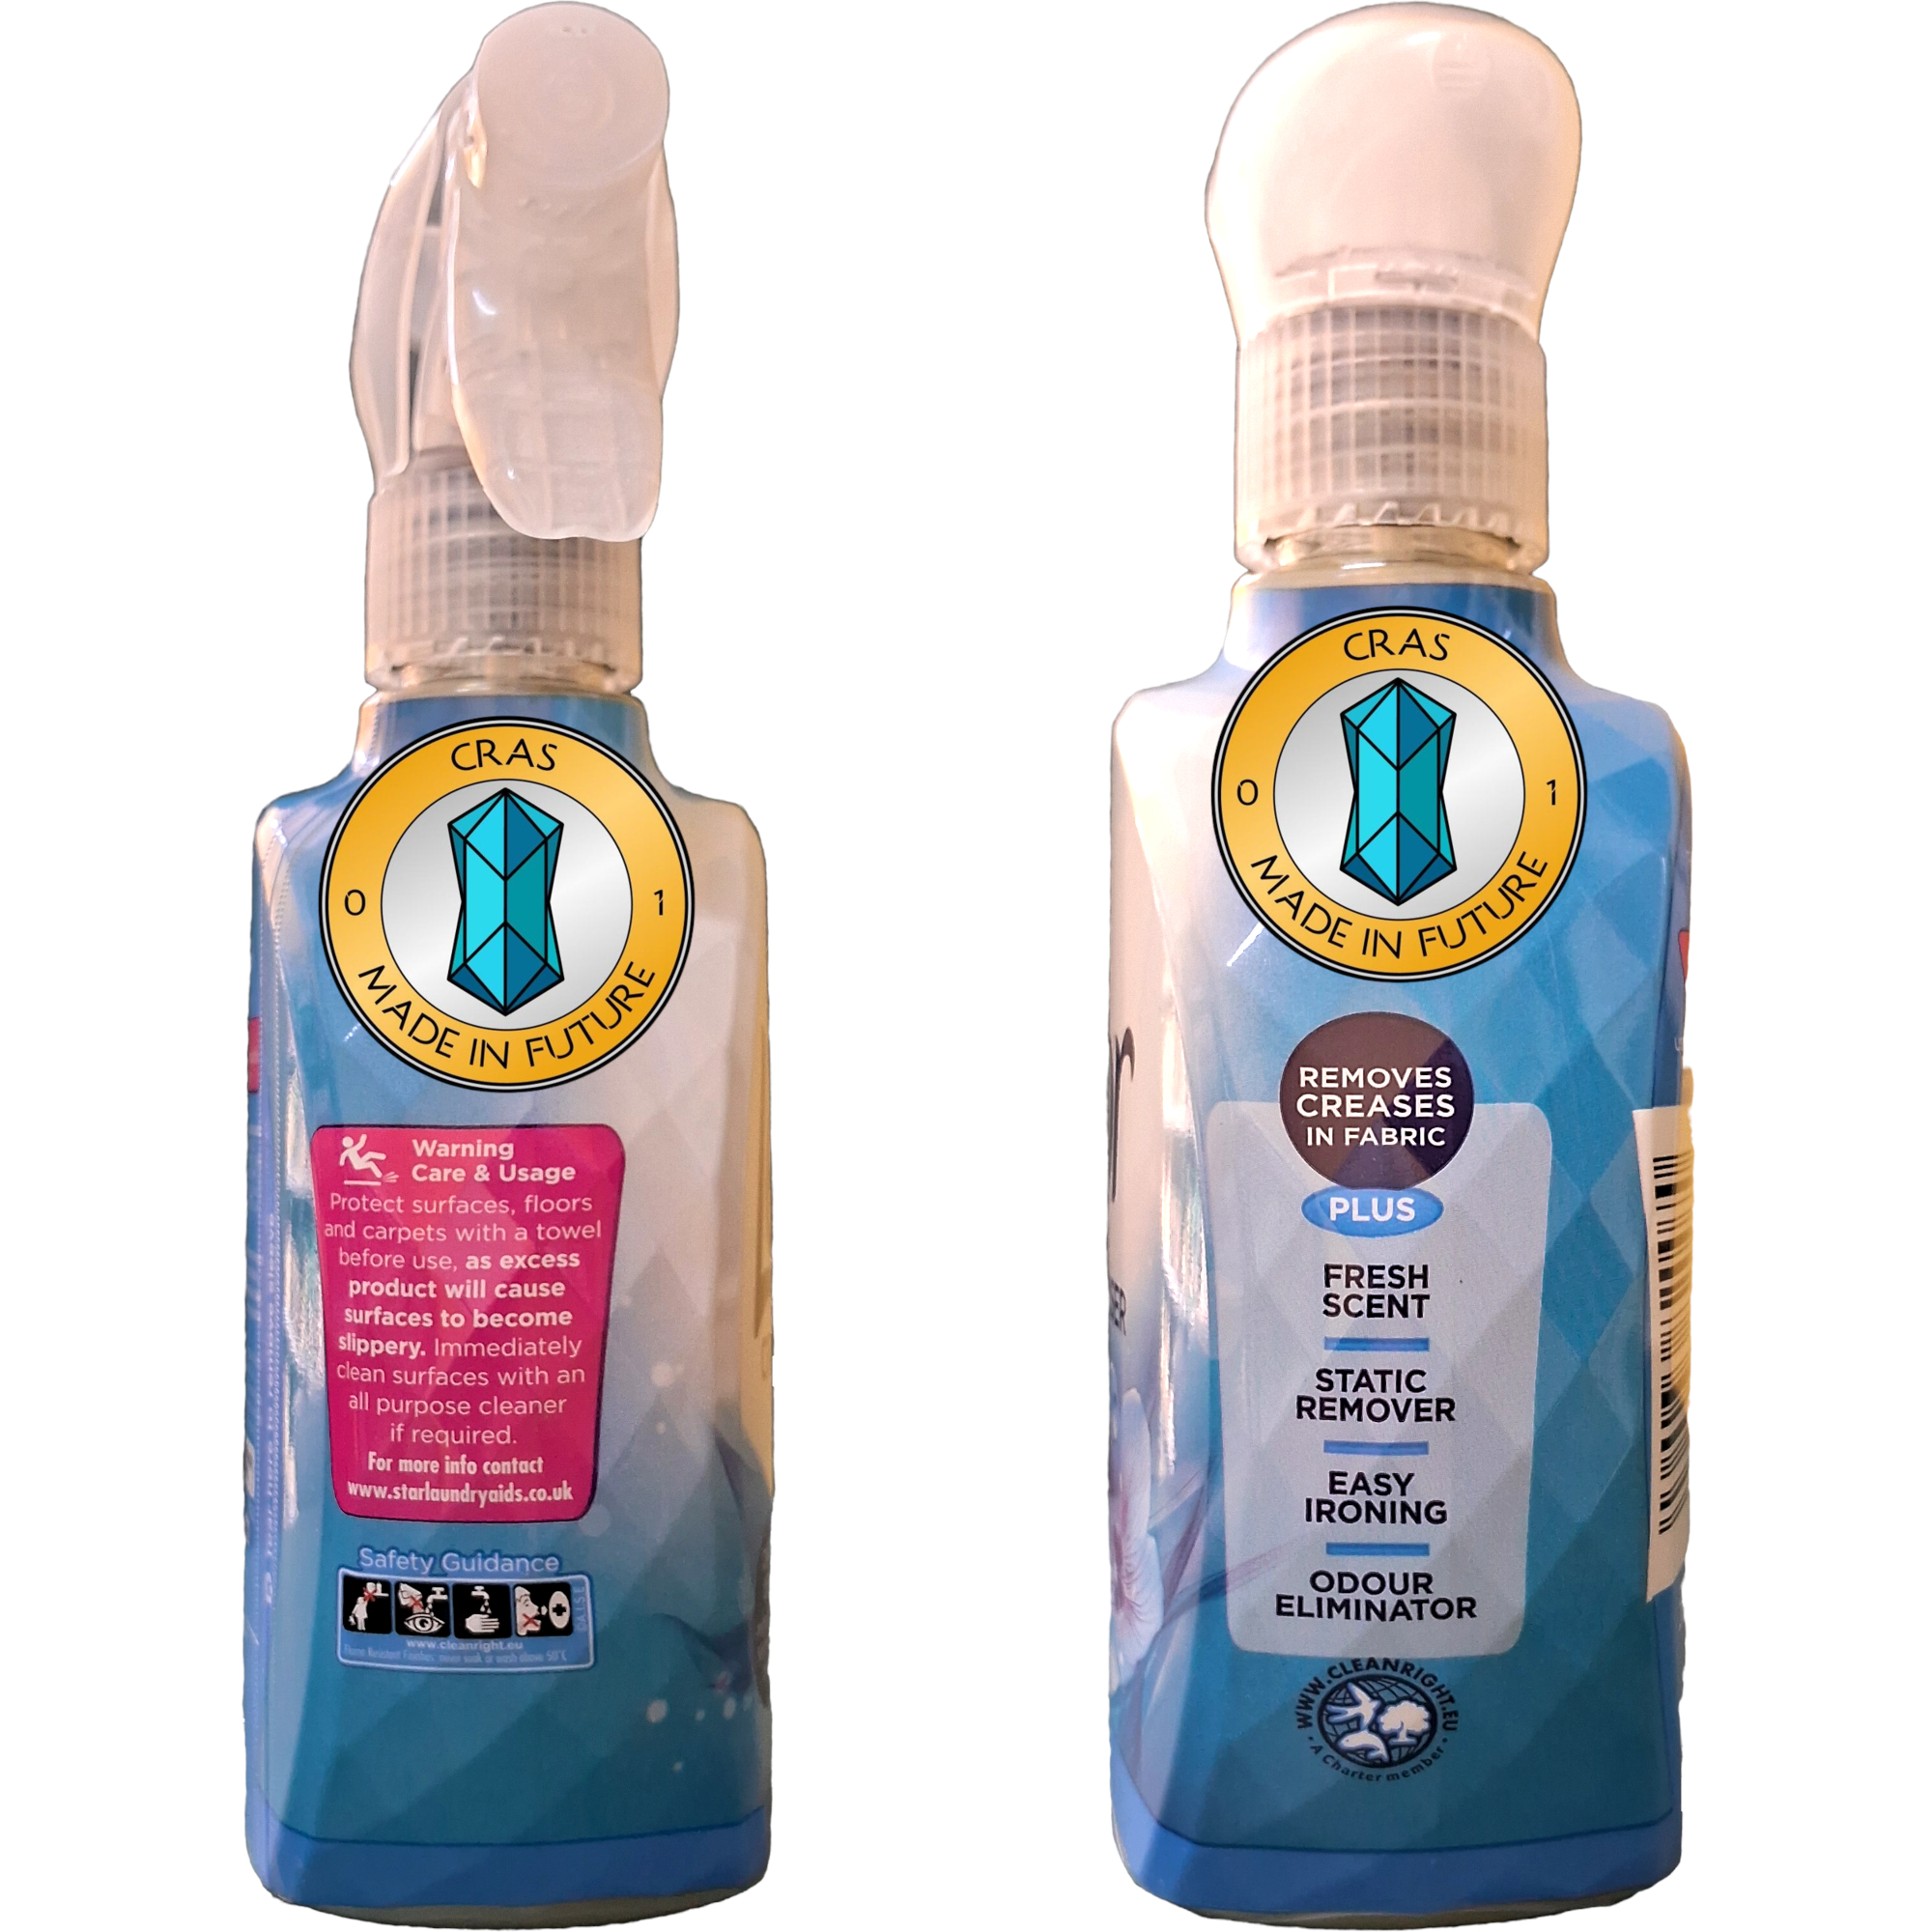 CRAS
0 1
MADE IN FUTURE
Warning
Care & Usage
Protect surfaces, floors
and carpets with a towel
before use, as excess
product will cause
surfaces to become
slippery. Immediately
clean surfaces with an
all purpose cleaner
if required.
For more info contact
www.starlaundryaids.co.uk
Safety Guidance
www.cleanright.eu
CRAS
0 1
MADE IN FUTURE
REMOVES
CREASES
IN FABRIC
PLUS
FRESH
SCENT
STATIC
REMOVER
EASY
IRONING
ODOUR
ELIMINATOR
WWW.CLEANRIGHT.EU
• A Charter member •